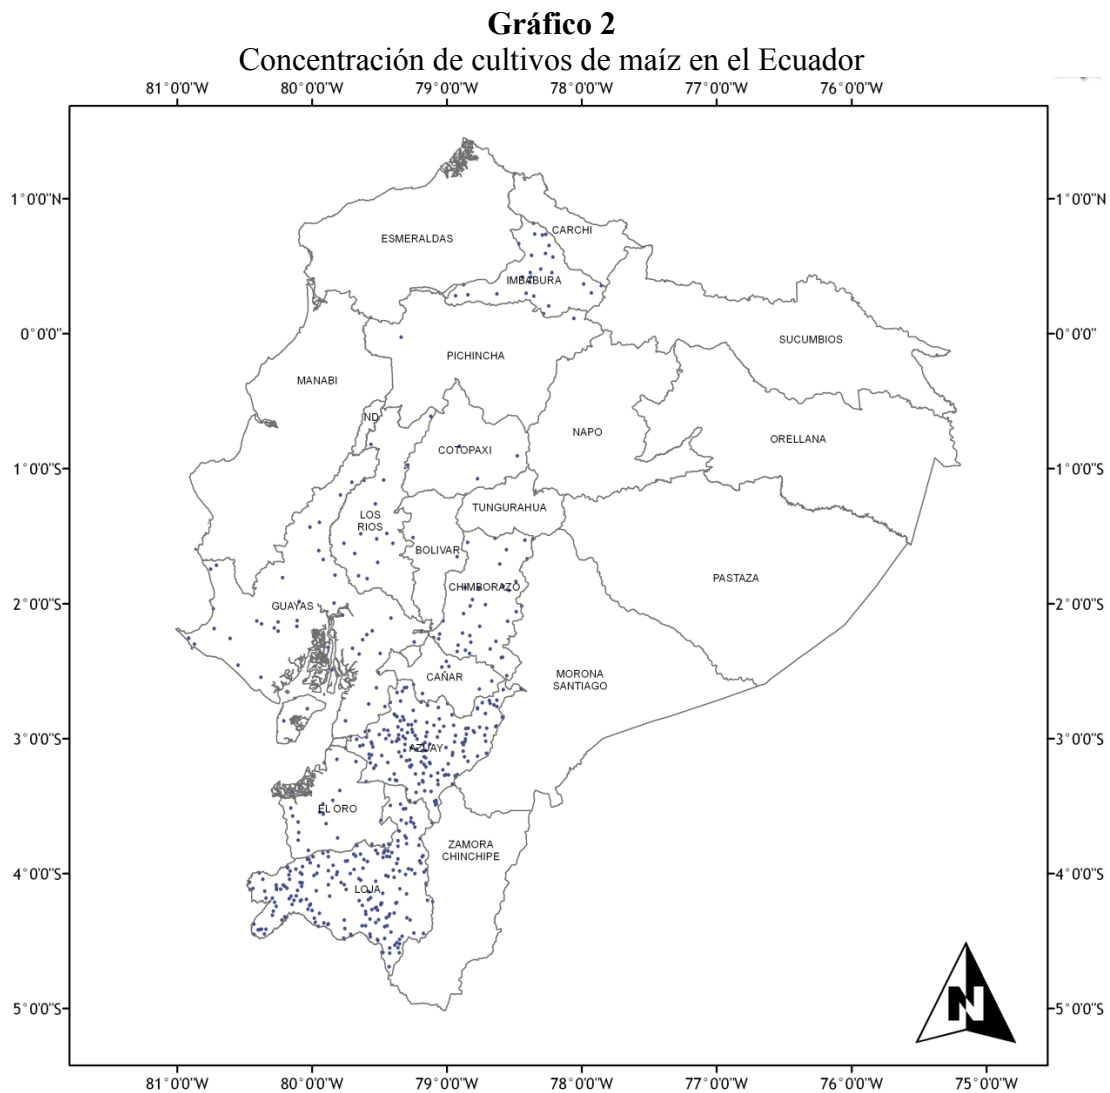 Gráfico 2
Concentración de cultivos de maíz en el Ecuador
81°0'0"W 80°0'0"W 79°0'0"W 78°0'0"W 77°0'0"W 76°0'0"W
1°0'0"N 1°0'0"N
CARCHI
ESMERALDAS
IMBABURA
0°0'0" 0°0'0"
SUCUMBIOS
PICHINCHA
MANABI
ND
NAPO
ORELLANA
COTOPAXI
1°0'0"S 1°0'0"S
TUNGURAHUA
LOS
RIOS
BOLIVAR
PASTAZA
CHIMBORAZO
2°0'0"S 2°0'0"S
GUAYAS
CAÑAR
MORONA
SANTIAGO
3°0'0"S 3°0'0"S
AZUAY
EL ORO
ZAMORA
CHINCHIPE
4°0'0"S 4°0'0"S
LOJA
N
5°0'0"S 5°0'0"S
81°0'0"W 80°0'0"W 79°0'0"W 78°0'0"W 77°0'0"W 76°0'0"W 75°0'0"W